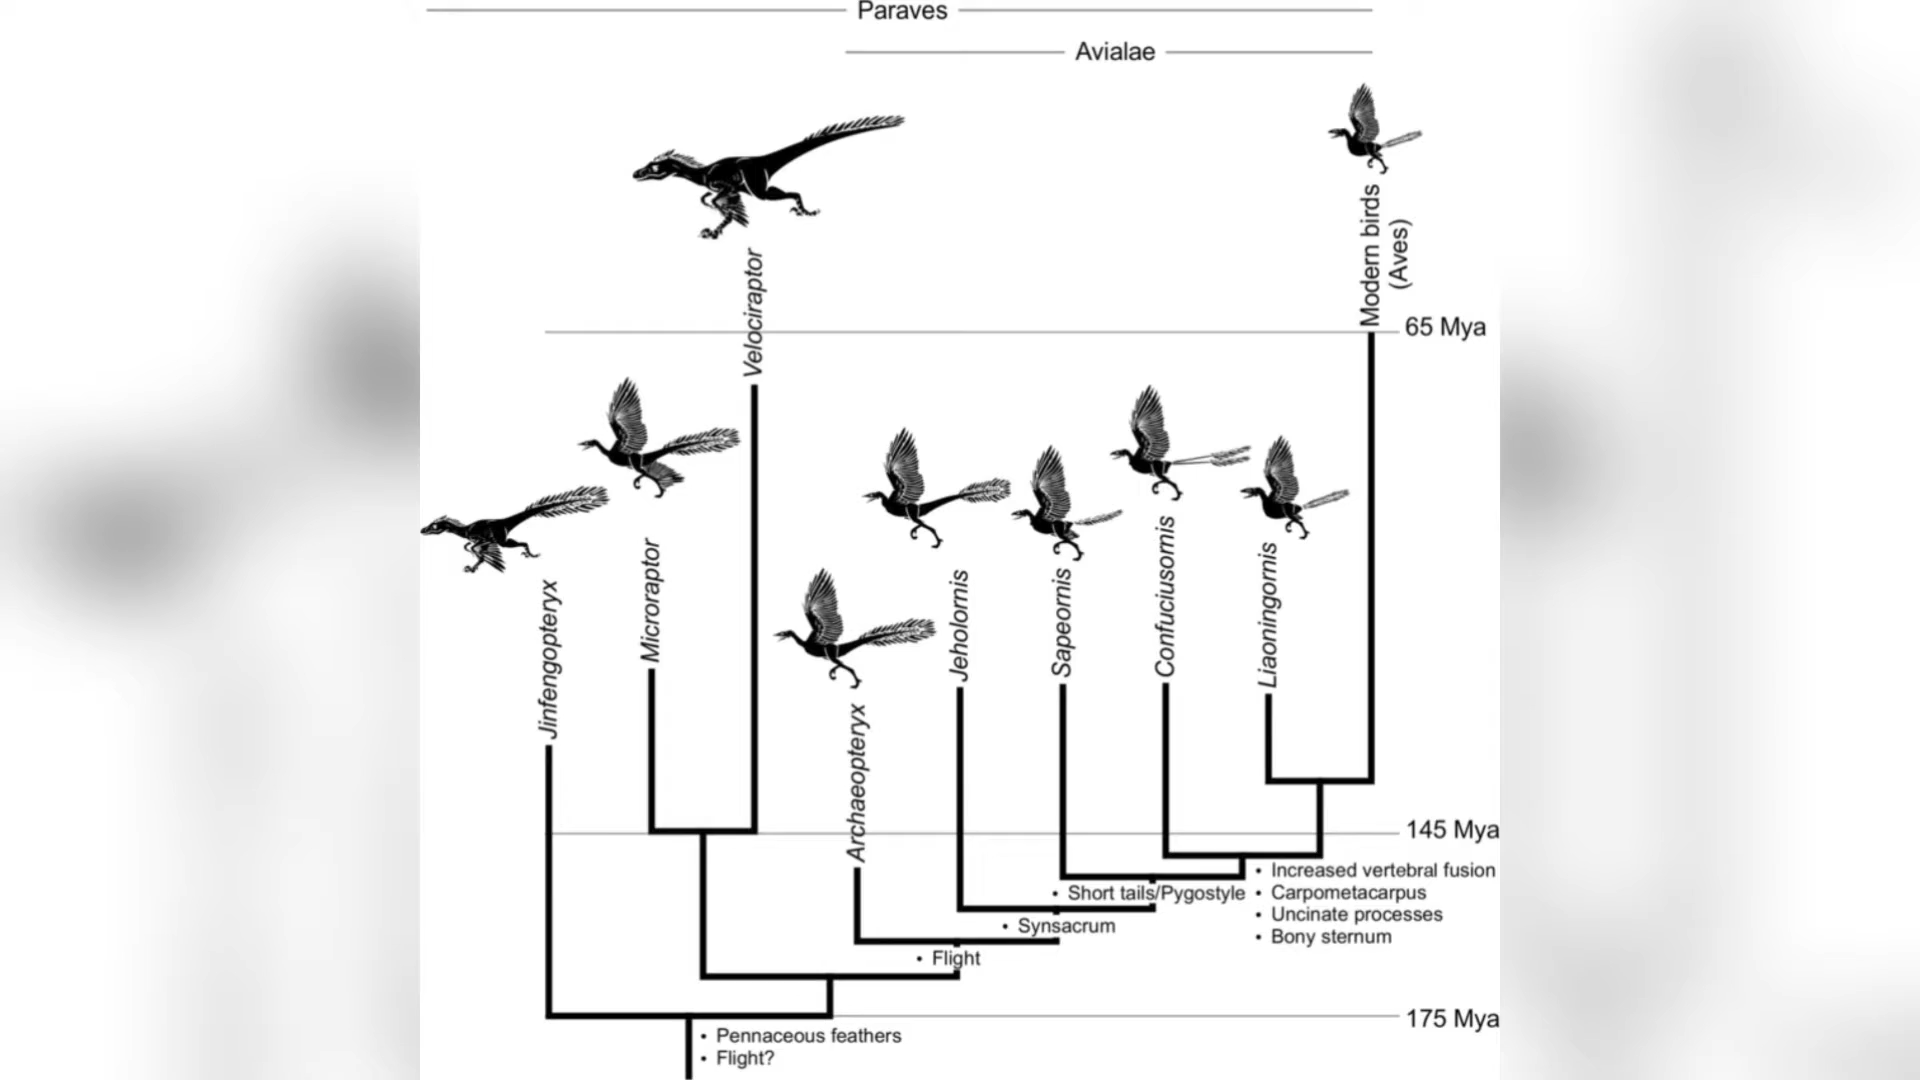 Paraves
Avialae
Modern birds
(Aves)
Velociraptor
65 Mya
Microraptor
Jinfengopteryx
Archaeopteryx
Jeholornis
Sapeornis
Confuciusornis
Liaoningornis
145 Mya
• Increased vertebral fusion
• Short tails/Pygostyle
• Carpometacarpus
• Uncinate processes
• Synsacrum
• Bony sternum
• Flight
175 Mya
• Pennaceous feathers
• Flight?